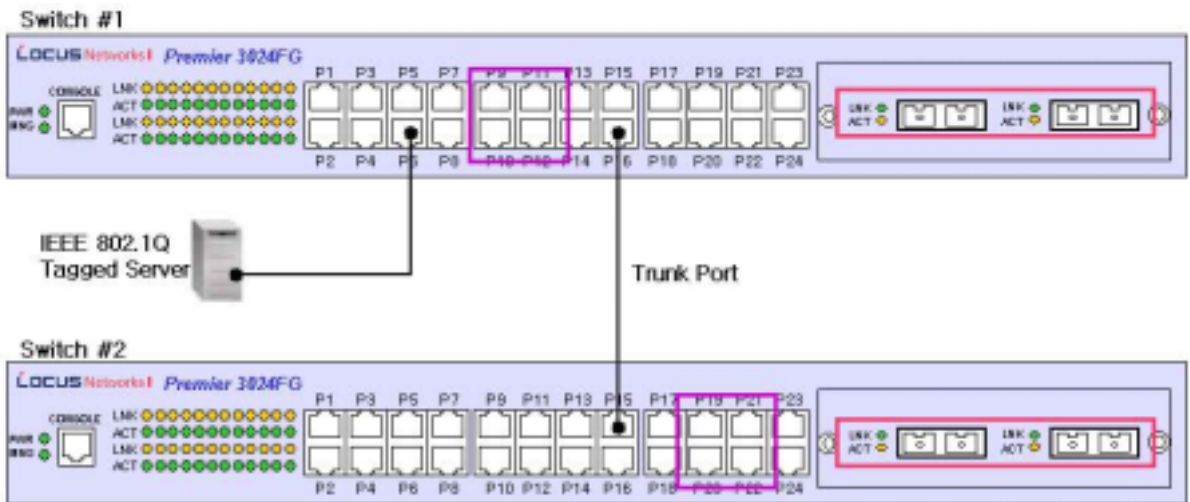 Switch #1
LOCUS Networks Premier 3024FG
P1 P3 P5 P7 P9 P11 P13 P15 P17 P19 P21 P23
CONSOLE LNK
PWR ACT LNK LNK
MNG LNK ACT ACT
ACT
P2 P4 P6 P8 P10 P12 P14 P16 P18 P20 P22 P24
IEEE 802.1Q
Tagged Server
Trunk Port
Switch #2
LOCUS Networks Premier 3024FG
P1 P3 P5 P7 P9 P11 P13 P15 P17 P19 P21 P23
CONSOLE LNK
PWR ACT LNK LNK
MNG LNK ACT ACT
ACT
P2 P4 P6 P8 P10 P12 P14 P16 P18 P20 P22 P24